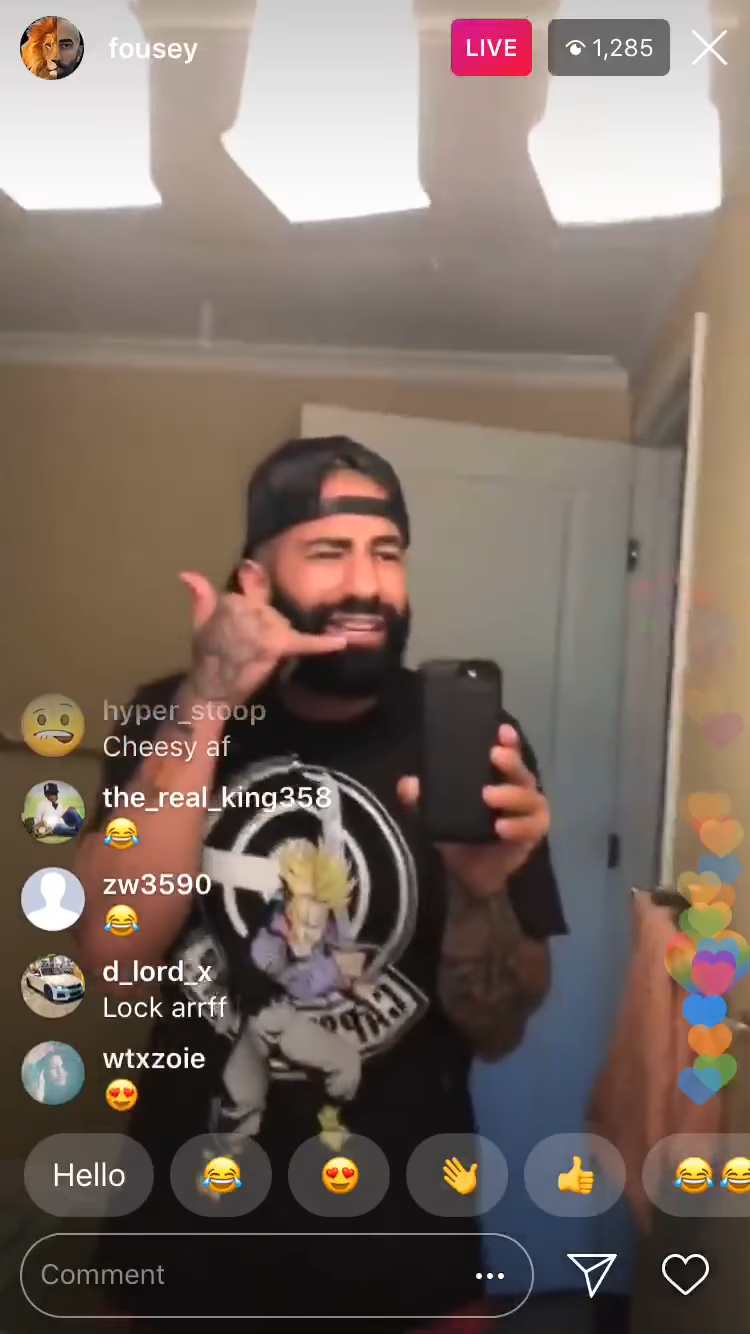 fousey
LIVE
1,285
hyper_stoop
Cheesy af
the_real_king358
😂
zw3590
😂
d_lord_x
Lock arrff
wtxzoie
😍
Hello
😂
😍
👋
👍
😂😂
Comment